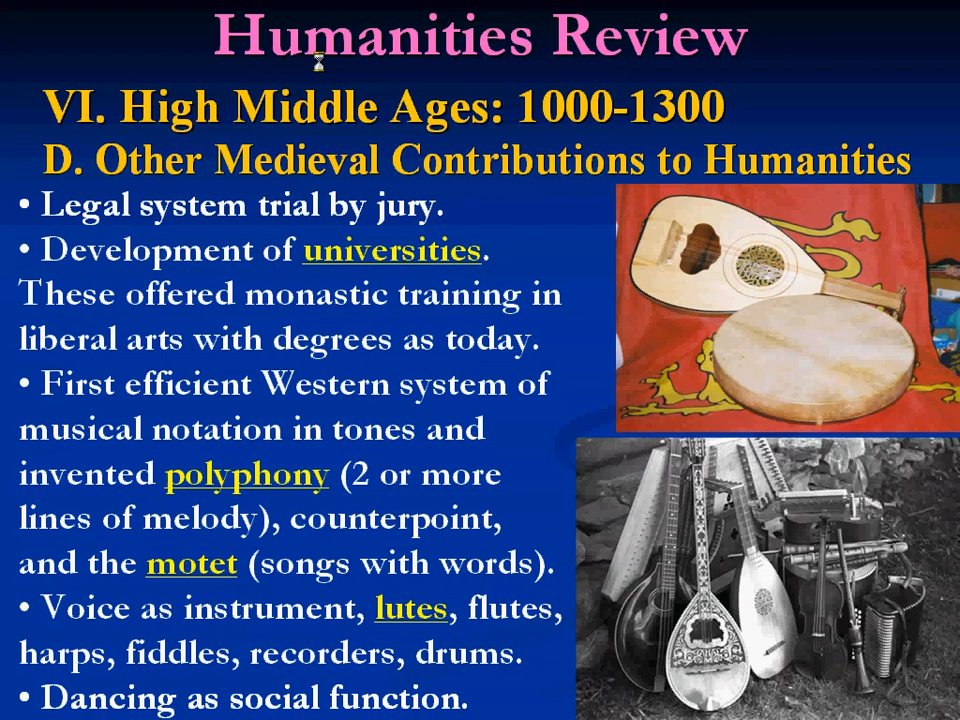 Humanities Review
VI. High Middle Ages: 1000-1300
D. Other Medieval Contributions to Humanities
• Legal system trial by jury.
• Development of universities.
These offered monastic training in
liberal arts with degrees as today.
• First efficient Western system of
musical notation in tones and
invented polyphony (2 or more
lines of melody), counterpoint,
and the motet (songs with words).
• Voice as instrument, lutes, flutes,
harps, fiddles, recorders, drums.
• Dancing as social function.